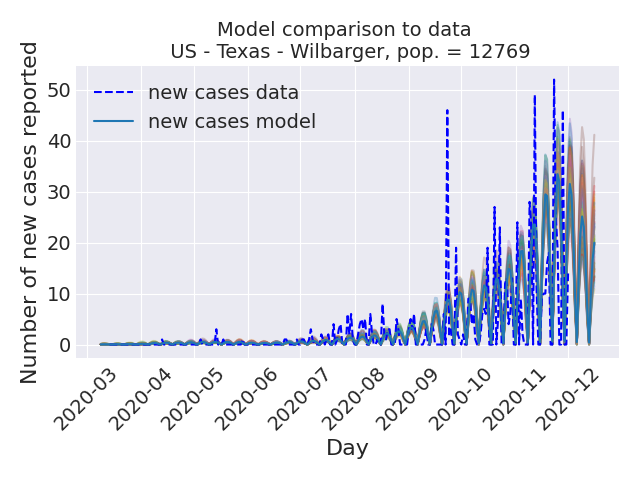 Model comparison to data
US - Texas - Wilbarger, pop. = 12769
new cases data
new cases model
Number of new cases reported
50
40
30
20
10
0
2020-03
2020-04
2020-05
2020-06
2020-07
2020-08
2020-09
2020-10
2020-11
2020-12
Day